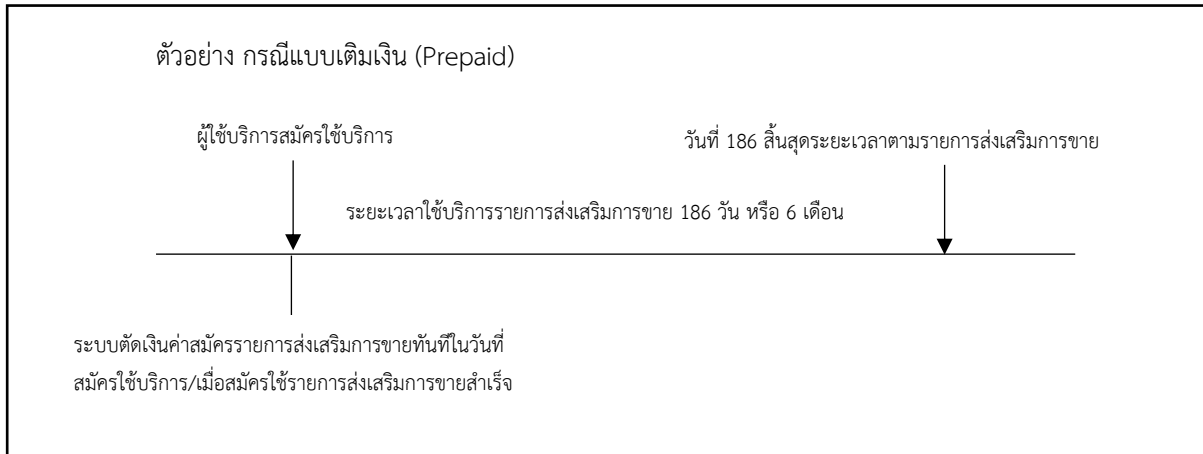 ตัวอย่าง กรณีแบบเติมเงิน (Prepaid)
ผู้ใช้บริการสมัครใช้บริการ
วันที่ 186 สิ้นสุดระยะเวลาตามรายการส่งเสริมการขาย
ระยะเวลาใช้บริการรายการส่งเสริมการขาย 186 วัน หรือ 6 เดือน
ระบบตัดเงินค่าสมัครรายการส่งเสริมการขายทันทีในวันที่
สมัครใช้บริการ/เมื่อสมัครใช้รายการส่งเสริมการขายสำเร็จ